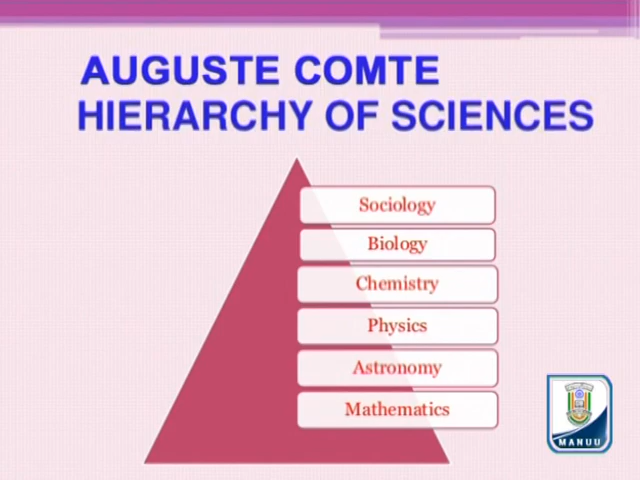 AUGUSTE COMTE
HIERARCHY OF SCIENCES
Sociology
Biology
Chemistry
Physics
Astronomy
Mathematics
MANUU